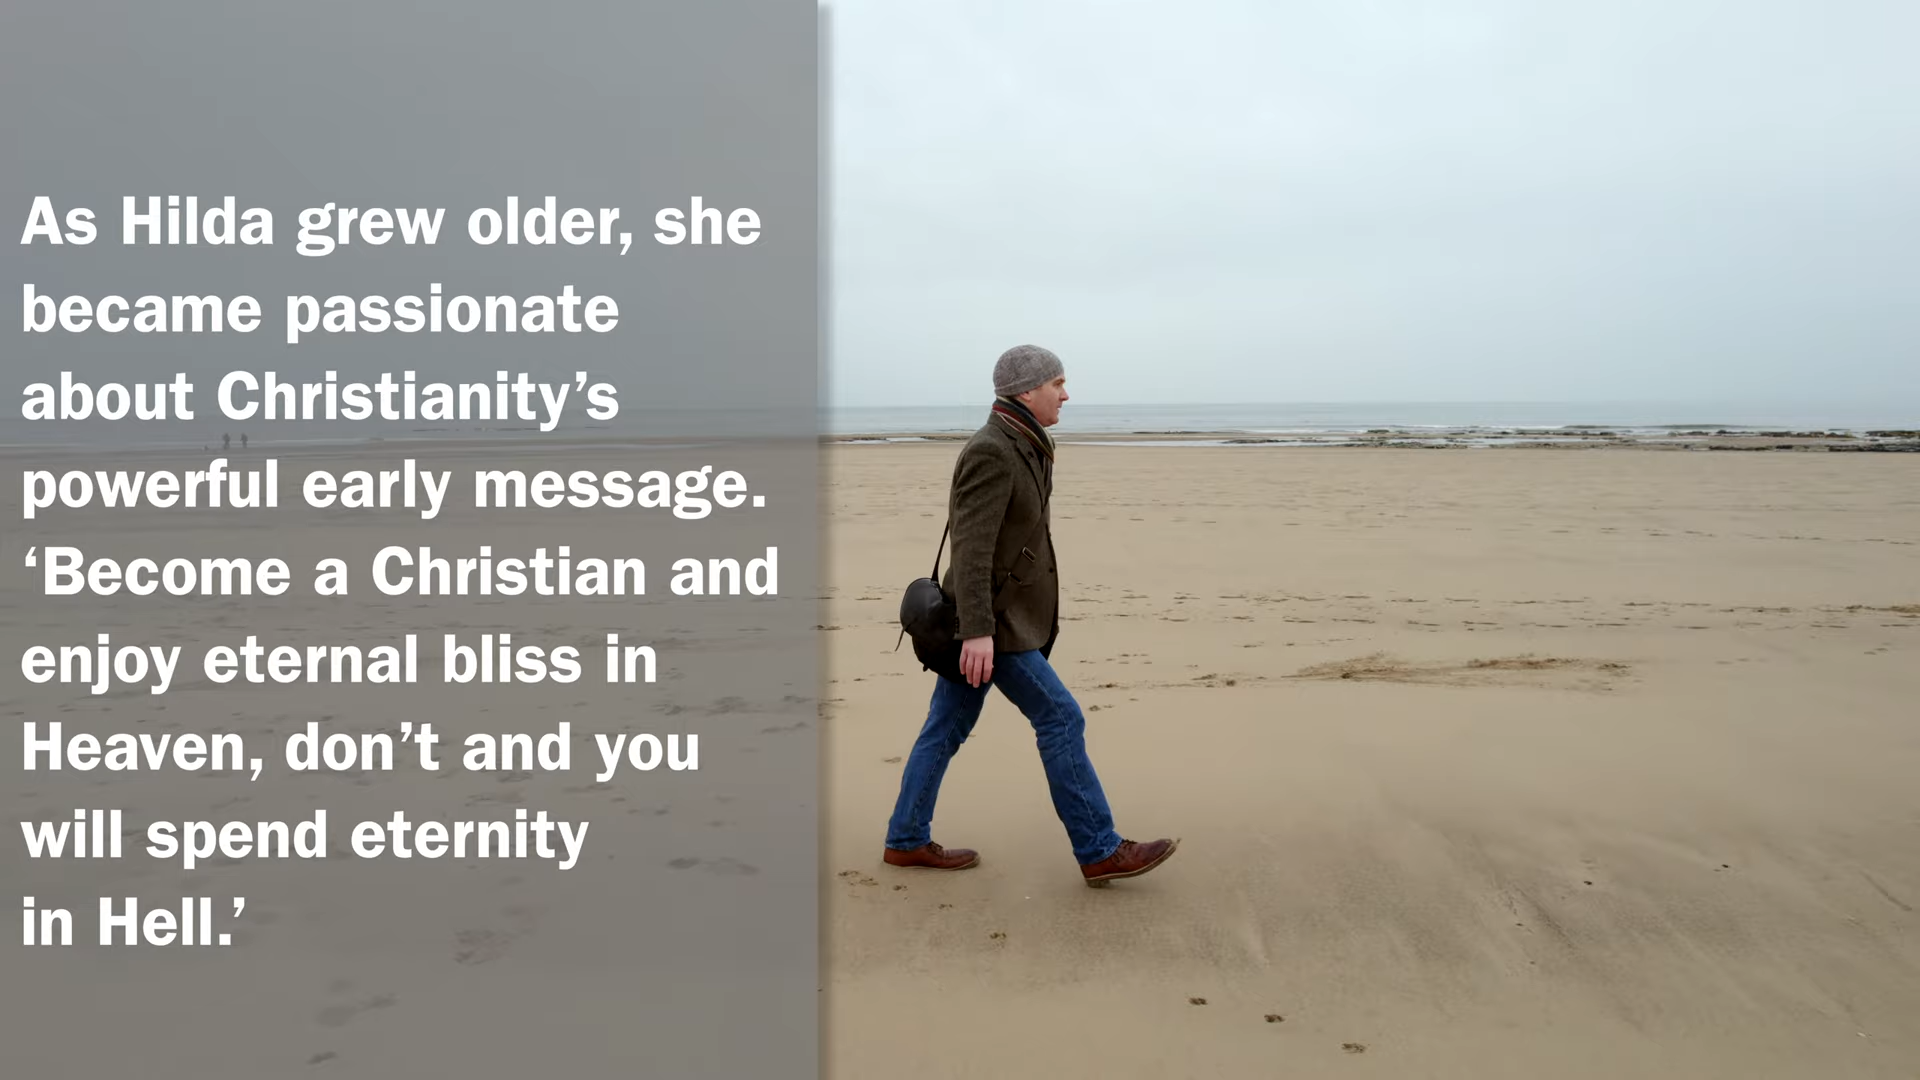 As Hilda grew older, she
became passionate
about Christianity’s
powerful early message.
‘Become a Christian and
enjoy eternal bliss in
Heaven, don’t and you
will spend eternity
in Hell.’